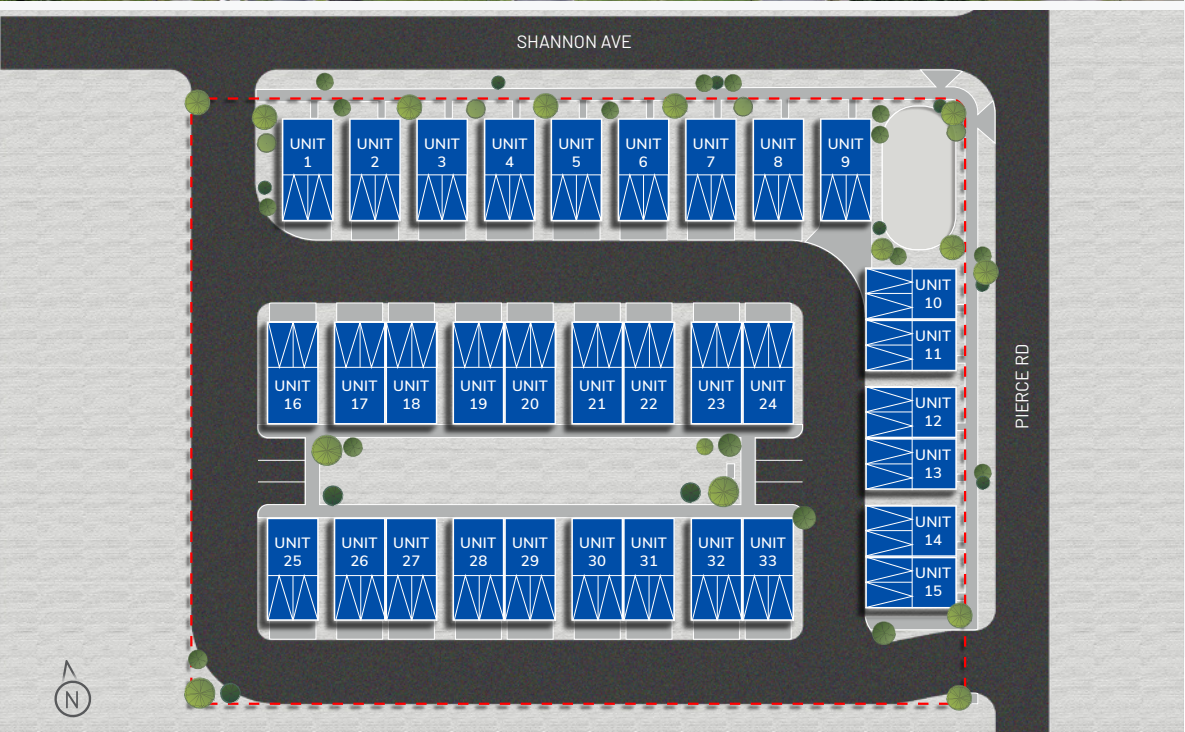 SHANNON AVE
UNIT
1
UNIT
2
UNIT
3
UNIT
4
UNIT
5
UNIT
6
UNIT
7
UNIT
8
UNIT
9
UNIT
10
UNIT
11
PIERCE RD
UNIT
12
UNIT
13
UNIT
14
UNIT
15
UNIT
16
UNIT
17
UNIT
18
UNIT
19
UNIT
20
UNIT
21
UNIT
22
UNIT
23
UNIT
24
UNIT
25
UNIT
26
UNIT
27
UNIT
28
UNIT
29
UNIT
30
UNIT
31
UNIT
32
UNIT
33
N